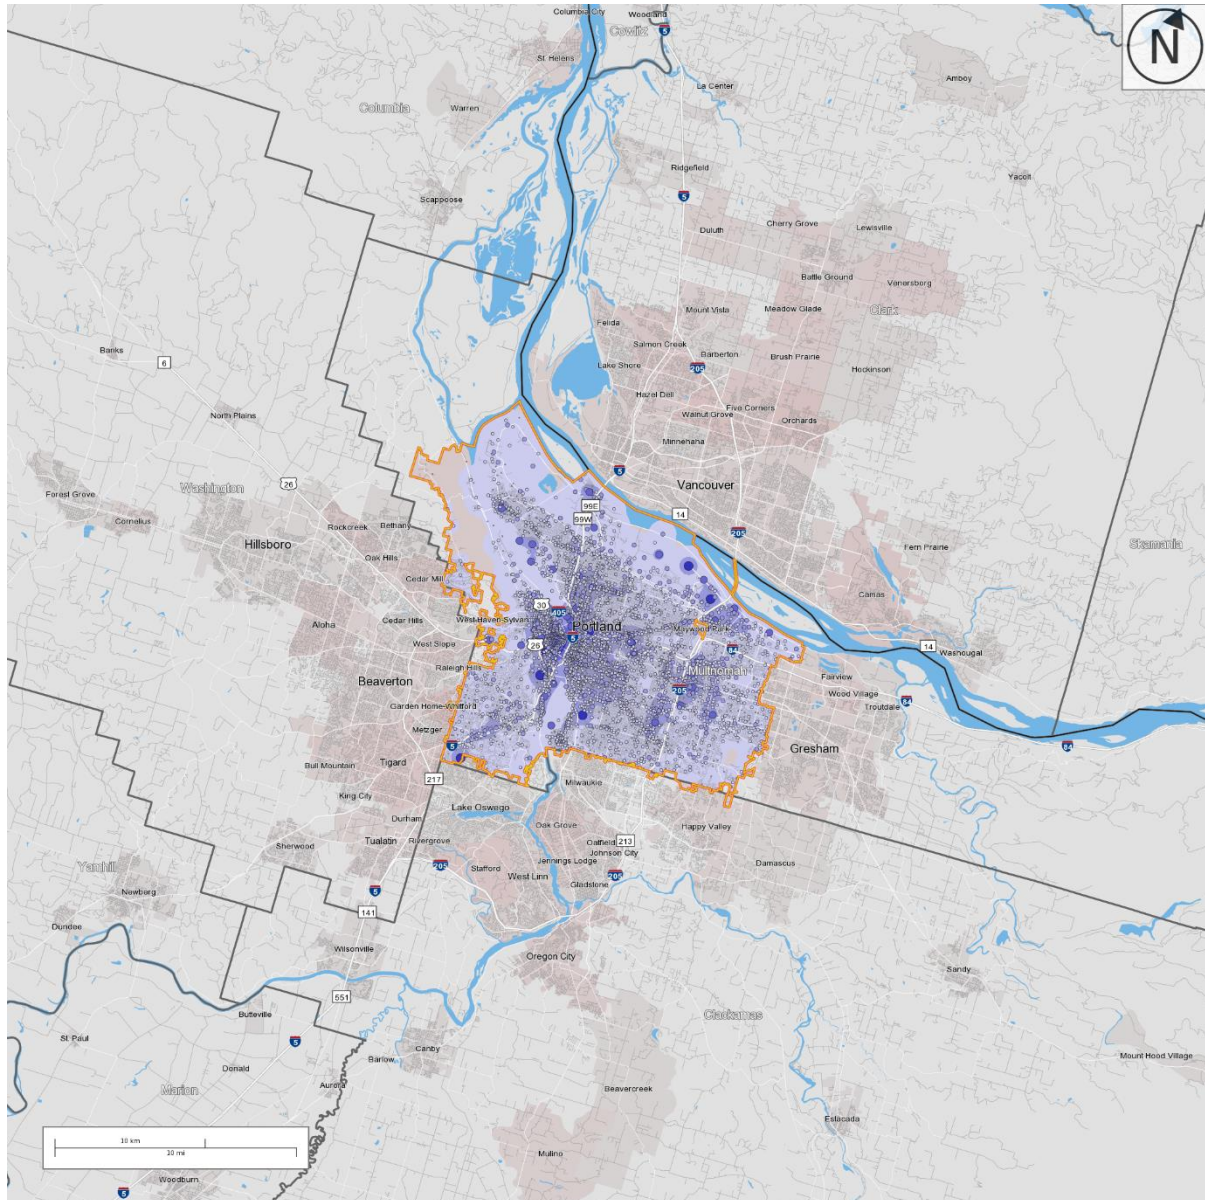 Columbia City
Woodland
Cowlitz
5
N
St. Helens
Amboy
La Center
Columbia
Warren
Ridgefield
Yacolt
5
Scappoose
Cherry Grove
Lewisville
Duluth
Battle Ground
Venersborg
Mount Vista
Meadow Glade
Clark
Felida
Salmon Creek
Banks
6
Lake Shore
Barberton
Brush Prairie
205
Hockinson
Hazel Dell
Five Corners
Walnut Grove
Orchards
North Plains
Minnehaha
5
26
Vancouver
Washington
Forest Grove
99E
14
99W
Cornelius
Rockcreek
Bethany
205
Hillsboro
Fern Prairie
Skamania
Oak Hills
Cedar Mill
Camas
30
405
Aloha
Cedar Hills
West Haven-Sylvan
Portland
Maywood Park
5
West Slope
26
84
14
Washougal
Raleigh Hills
Multnomah
Fairview
Beaverton
205
Wood Village
84
Troutdale
Garden Home-Whitford
Metzger
5
Gresham
84
Tigard
Bull Mountain
217
Milwaukie
King City
Lake Oswego
Durham
Oak Grove
Happy Valley
Sherwood
Tualatin
Rivergrove
213
Oatfield
Johnson City
205
Stafford
Jennings Lodge
Damascus
West Linn
205
Gladstone
Yamhill
Newberg
5
141
Dundee
Wilsonville
Oregon City
Sandy
551
Butteville
Clackamas
St. Paul
5
Canby
Barlow
Mount Hood Village
Donald
Aurora
Marion
Beavercreek
Estacada
10 km
20 mi
Mulino
Woodburn
5